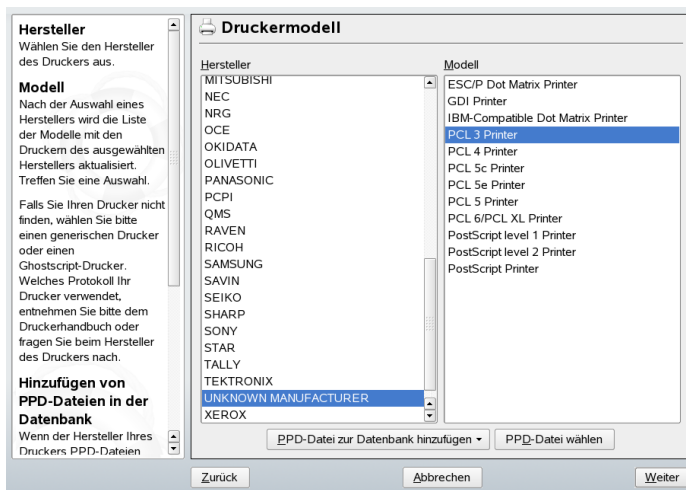 Hersteller
Wählen Sie den Hersteller
des Druckers aus.
Modell
Nach der Auswahl eines
Herstellers wird die Liste
der Modelle mit den
Druckern des ausgewählten
Herstellers aktualisiert.
Treffen Sie eine Auswahl.
Falls Sie Ihren Drucker nicht
finden, wählen Sie bitte
einen generischen Drucker
oder einen
Ghostscript-Drucker.
Welches Protokoll Ihr
Drucker verwendet,
entnehmen Sie bitte dem
Druckerhandbuch oder
fragen Sie beim Hersteller
des Druckers nach.
Hinzufügen von
PPD-Dateien in der
Datenbank
Wenn der Hersteller Ihres
Druckers PPD-Dateien
Druckermodell
Hersteller
MITSUBISHI
NEC
NRG
OCE
OKIDATA
OLIVETTI
PANASONIC
PCPI
QMS
RAVEN
RICOH
SAMSUNG
SAVIN
SEIKO
SHARP
SONY
STAR
TALLY
TEKTRONIX
UNKNOWN MANUFACTURER
XEROX
Modell
ESC/P Dot Matrix Printer
GDI Printer
IBM-Compatible Dot Matrix Printer
PCL 3 Printer
PCL 4 Printer
PCL 5c Printer
PCL 5e Printer
PCL 5 Printer
PCL 6/PCL XL Printer
PostScript level 1 Printer
PostScript level 2 Printer
PostScript Printer
PPD-Datei zur Datenbank hinzufügen
PPD-Datei wählen
Zurück
Abbrechen
Weiter